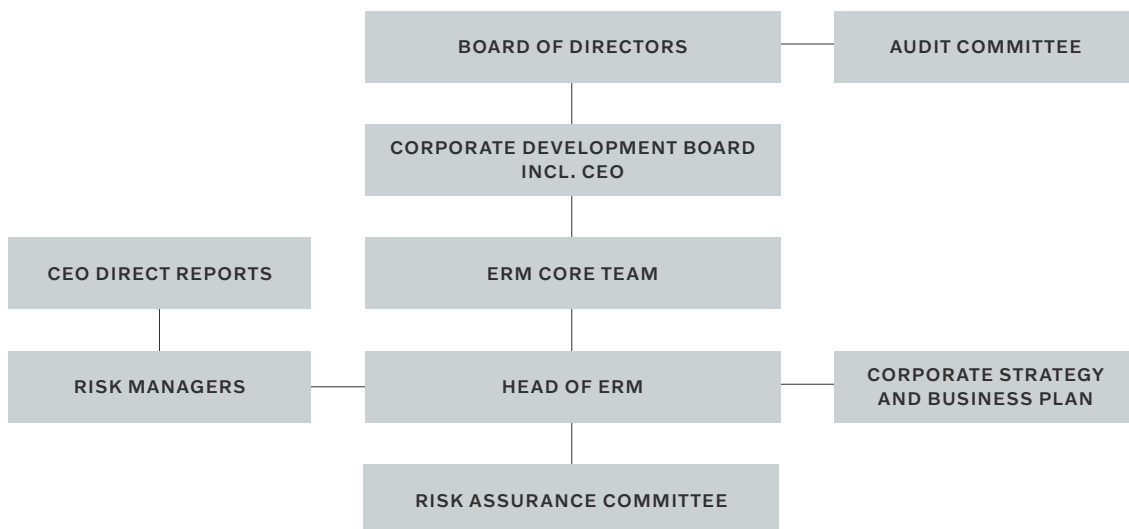 BOARD OF DIRECTORS
AUDIT COMMITTEE
CORPORATE DEVELOPMENT BOARD
INCL. CEO
CEO DIRECT REPORTS
ERM CORE TEAM
RISK MANAGERS
HEAD OF ERM
CORPORATE STRATEGY
AND BUSINESS PLAN
RISK ASSURANCE COMMITTEE